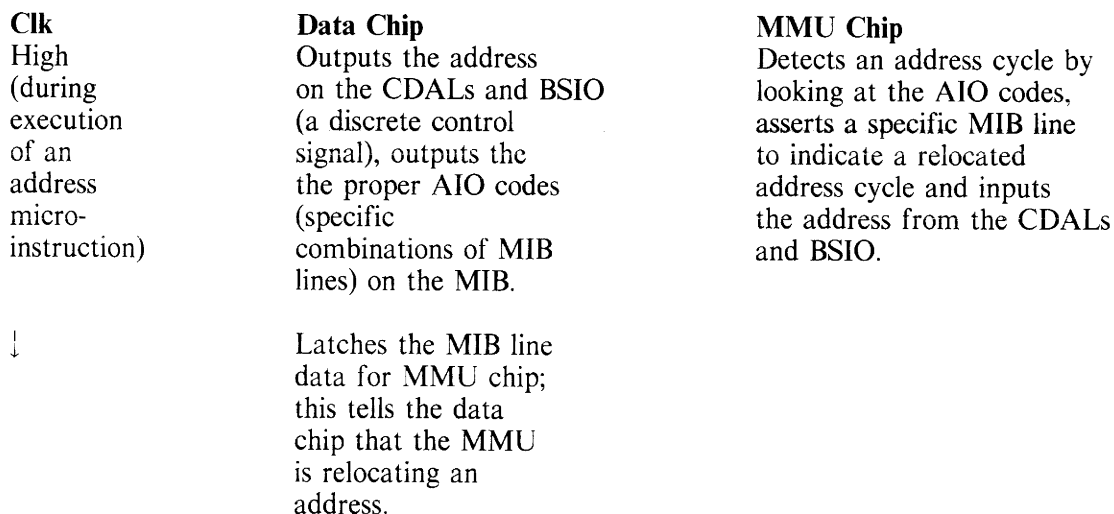 Clk
High
(during
execution
of an
address
micro-
instruction)
Data Chip
Outputs the address
on the CDALs and BSIO
(a discrete control
signal), outputs the
the proper AIO codes
(specific
combinations of MIB
lines) on the MIB.
MMU Chip
Detects an address cycle by
looking at the AIO codes,
asserts a specific MIB line
to indicate a relocated
address cycle and inputs
the address from the CDALs
and BSIO.
↓
Latches the MIB line
data for MMU chip;
this tells the data
chip that the MMU
is relocating an
address.